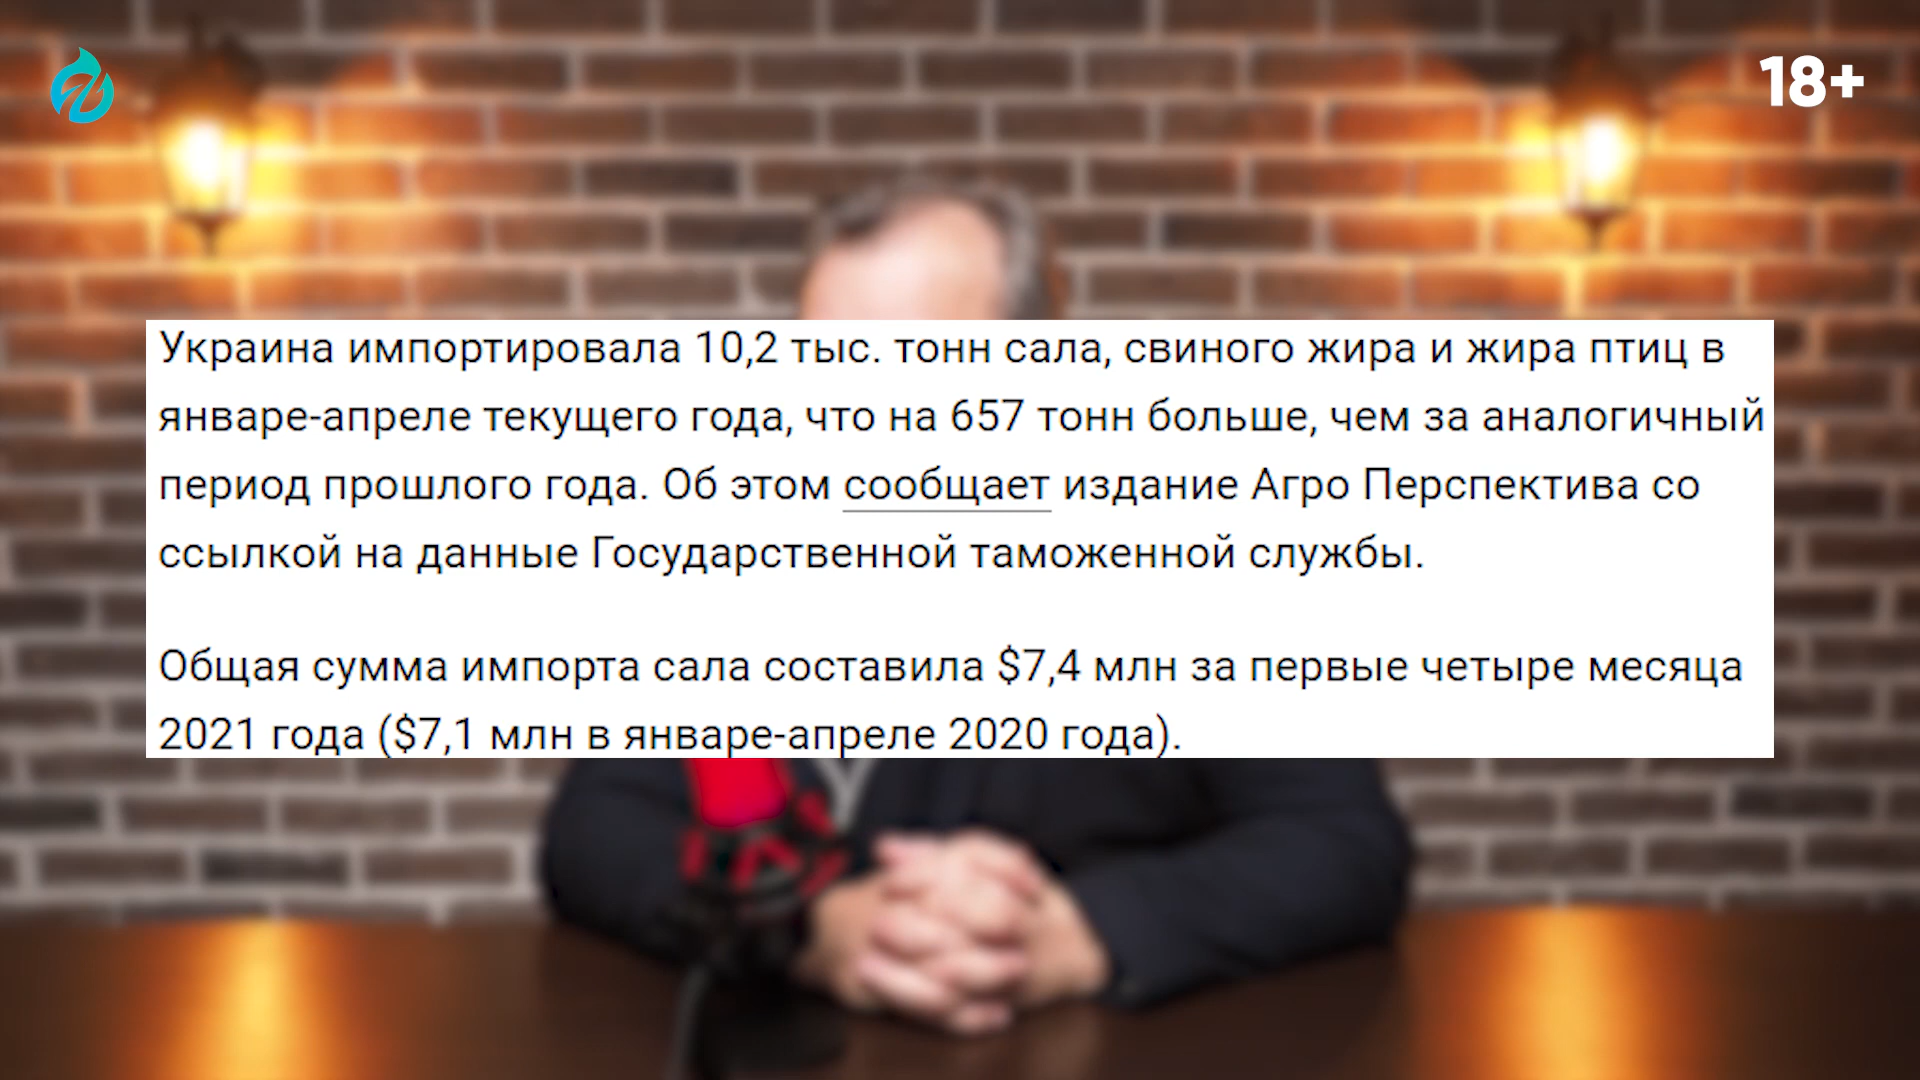 18+
Украина импортировала 10,2 тыс. тонн сала, свиного жира и жира птиц в
январе-апреле текущего года, что на 657 тонн больше, чем за аналогичный
период прошлого года. Об этом сообщает издание Агро Перспектива со
ссылкой на данные Государственной таможенной службы.
Общая сумма импорта сала составила $7,4 млн за первые четыре месяца
2021 года ($7,1 млн в январе-апреле 2020 года).